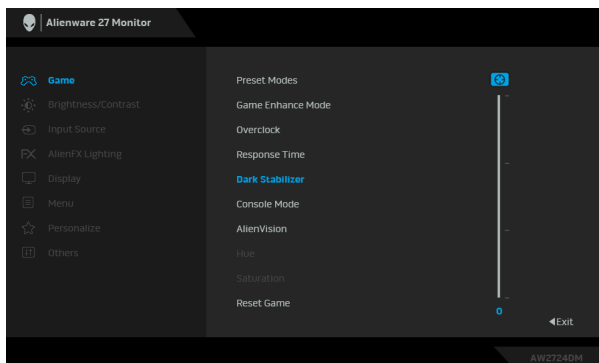 Alienware 27 Monitor
Game
Brightness/Contrast
Input Source
AlienFX Lighting
Display
Menu
Personalize
Others
Preset Modes
Game Enhance Mode
Overclock
Response Time
Dark Stabilizer
Console Mode
AlienVision
Hue
Saturation
Reset Game
0
Exit
AW2724DM